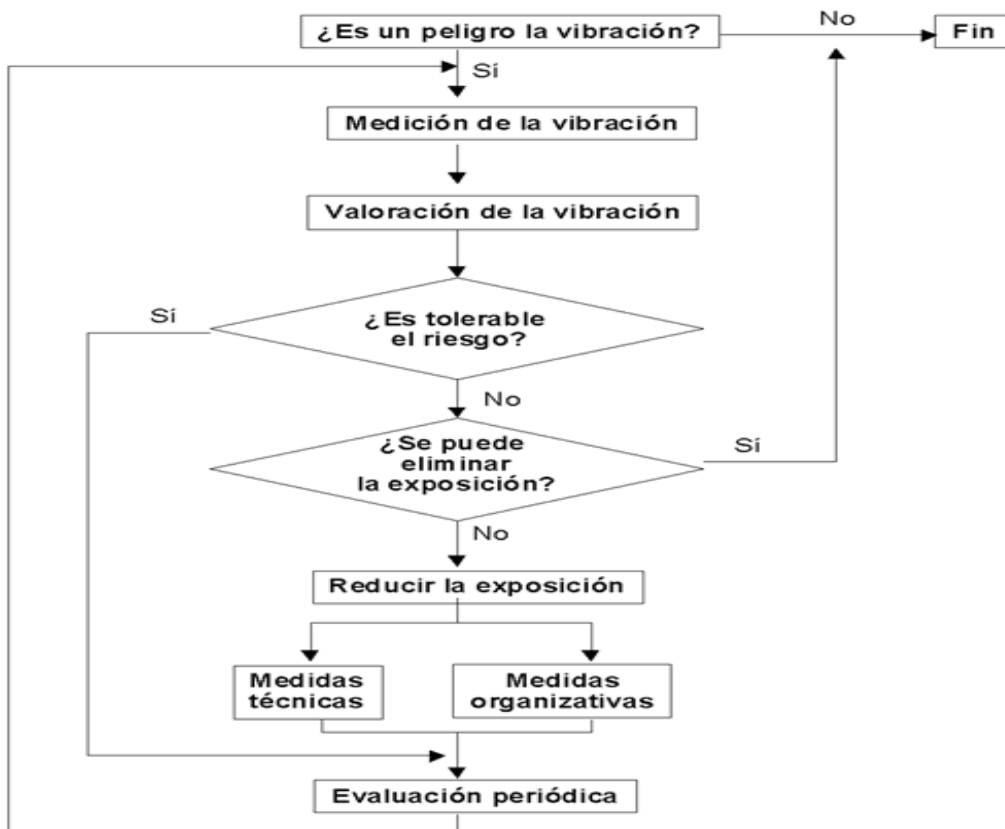 ¿Es un peligro la vibración?
No
Fin
Sí
Medición de la vibración
Valoración de la vibración
Sí
¿Es tolerable
el riesgo?
No
¿Se puede
eliminar
la exposición?
Sí
No
Reducir la exposición
Medidas
técnicas
Medidas
organizativas
Evaluación periódica